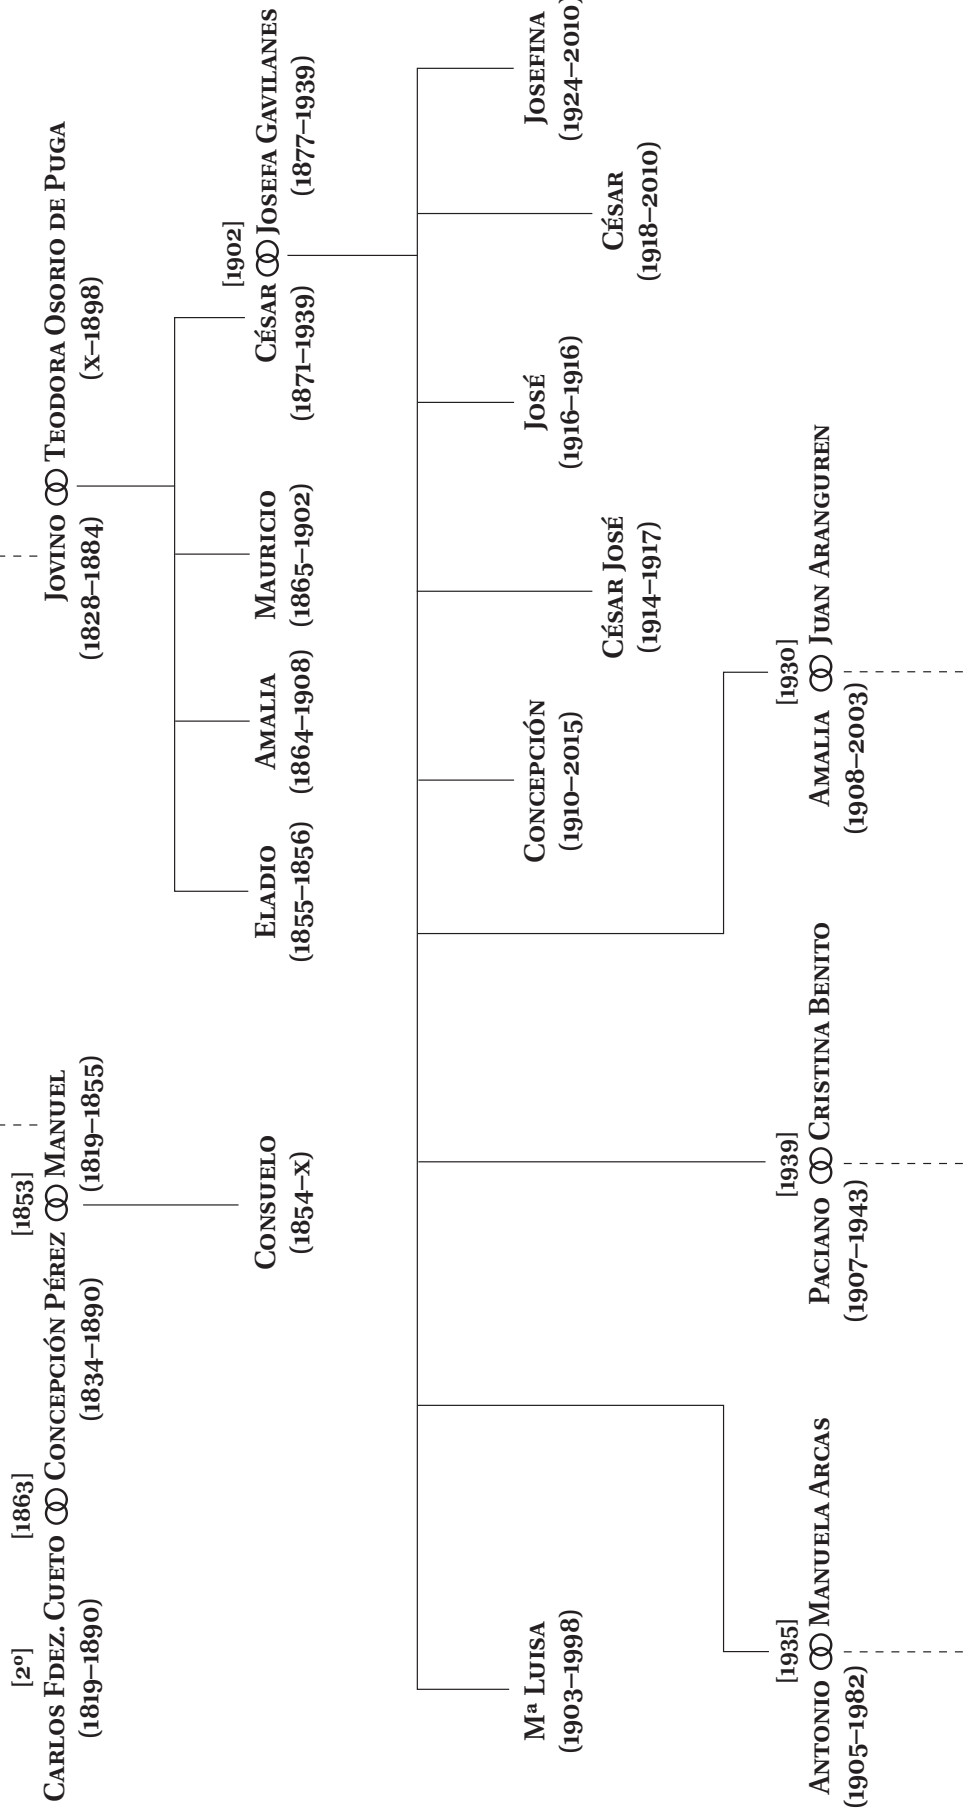 [2º]
[1863]
[1853]
CARLOS FDEZ. CUETO CONCEPCIÓN PÉREZ MANUEL
(1819–1890)
(1834–1890)
(1819–1855)
JOVINO TEODORA OSORIO DE PUGA
(1828–1884)
(X–1898)
CONSUELO
(1854–X)
ELADIO
(1855–1856)
AMALIA
(1864–1908)
MAURICIO
(1865–1902)
[1902]
CÉSAR JOSEFA GAVILANES
(1871–1939)
(1877–1939)
Mª LUISA
(1903–1998)
CONCEPCIÓN
(1910–2015)
CÉSAR JOSÉ
(1914–1917)
JOSÉ
(1916–1916)
CÉSAR
(1918–2010)
JOSEFINA
(1924–2010)
[1935]
ANTONIO MANUELA ARCAS
(1905–1982)
[1939]
PACIANO CRISTINA BENITO
(1907–1943)
[1930]
AMALIA JUAN ARANGUREN
(1908–2003)